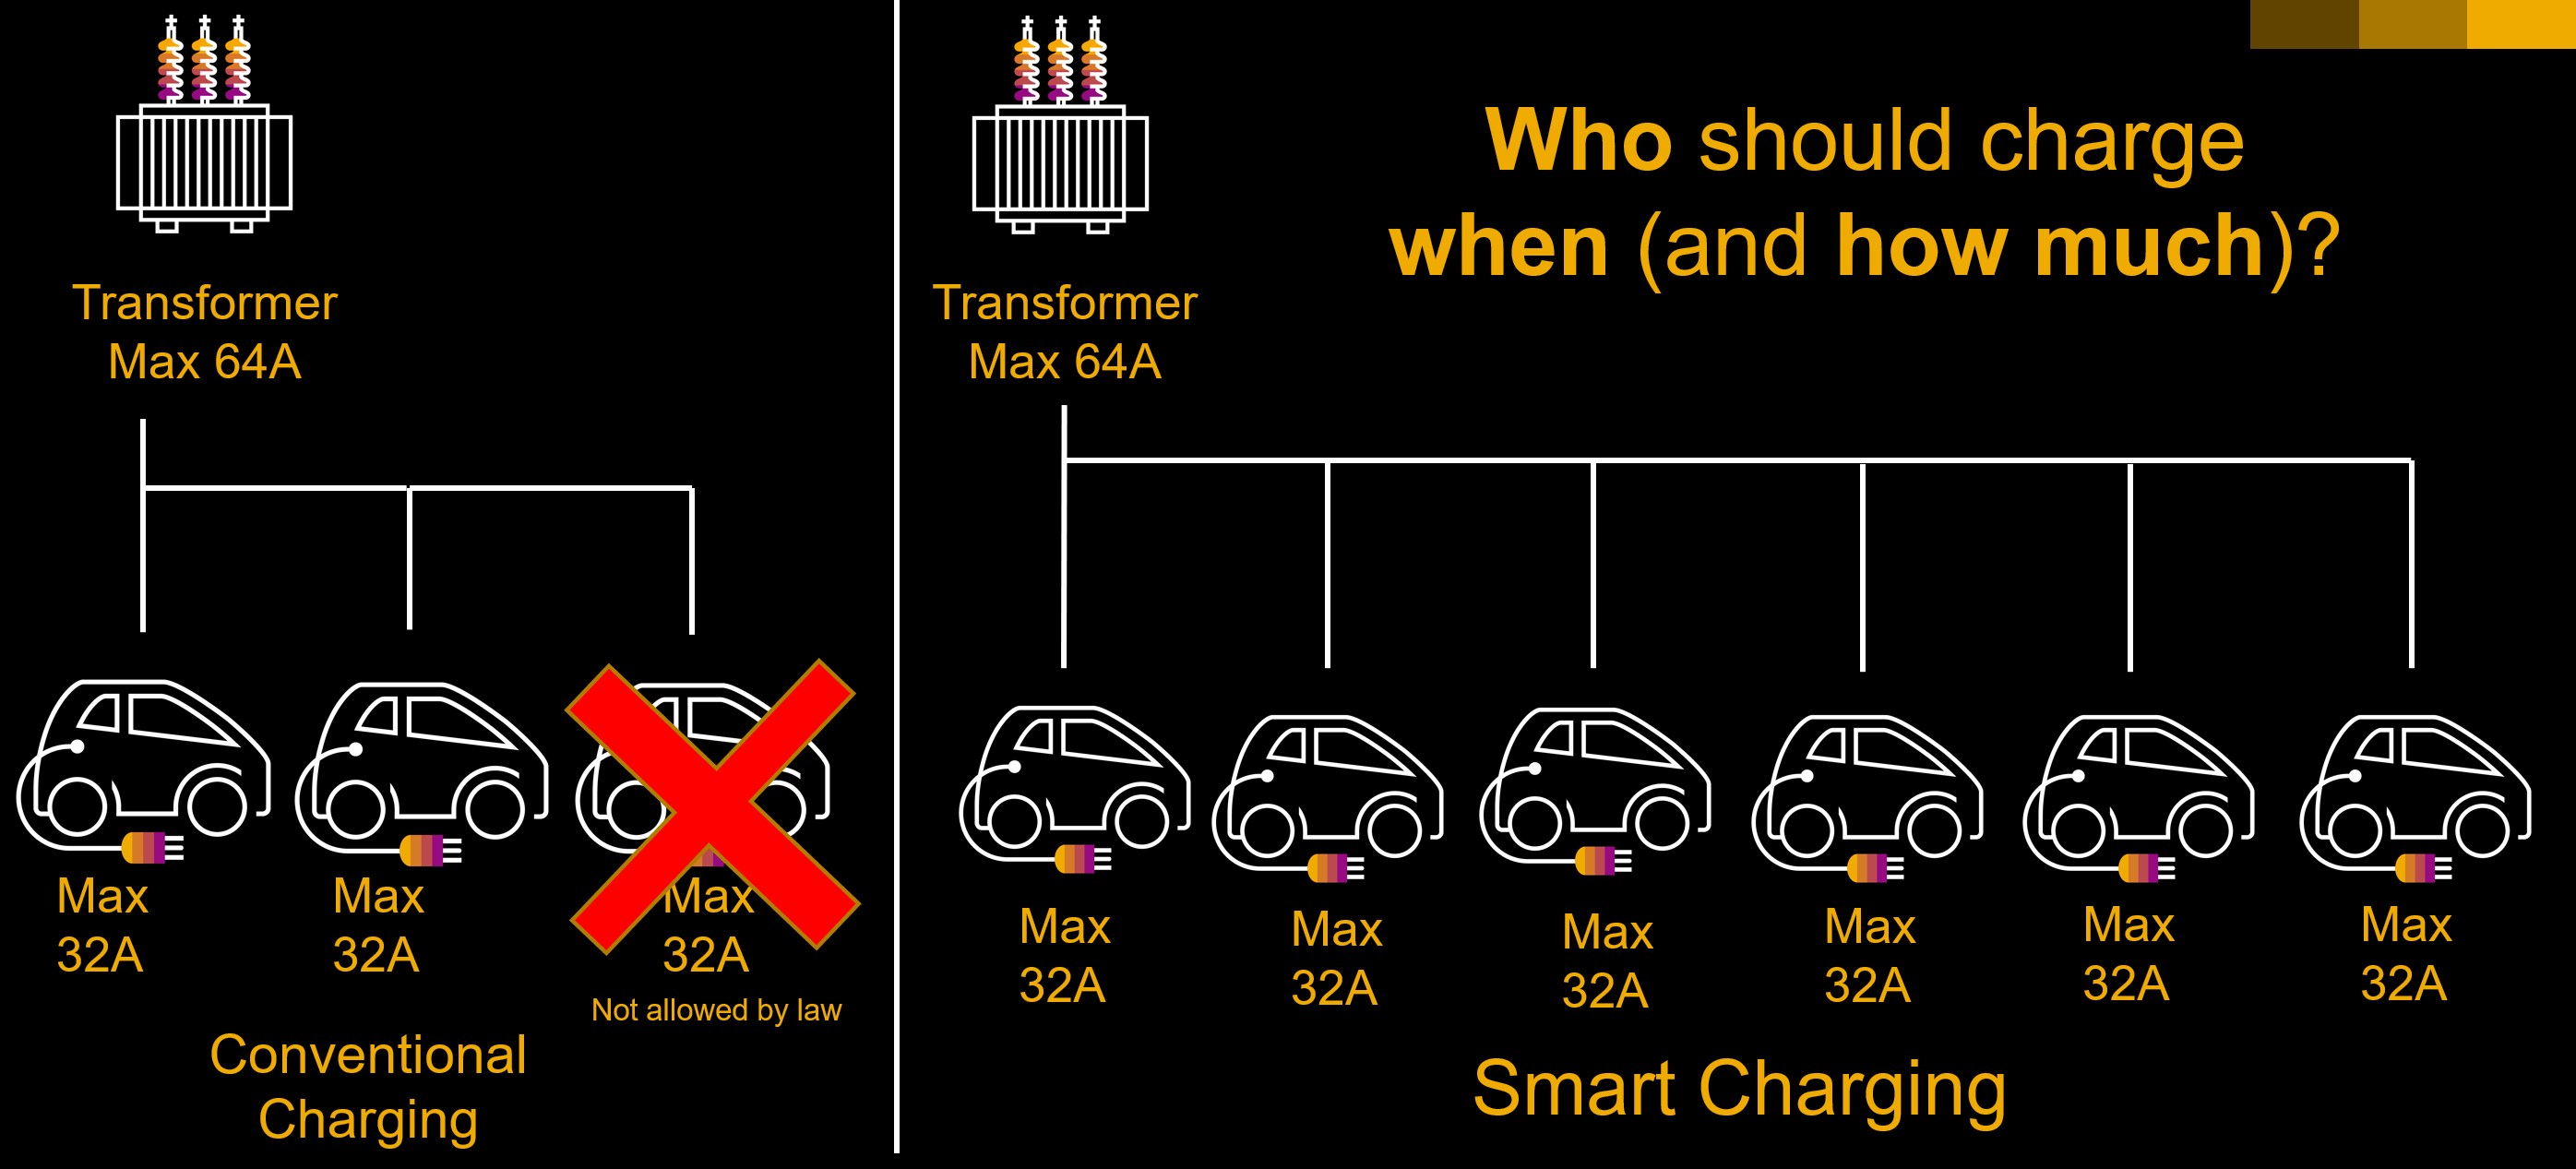 Transformer
Max 64A
Max
32A
Max
32A
Max
32A
Not allowed by law
Conventional
Charging
Who should charge
when (and how much)?
Transformer
Max 64A
Max
32A
Max
32A
Max
32A
Max
32A
Max
32A
Max
32A
Smart Charging